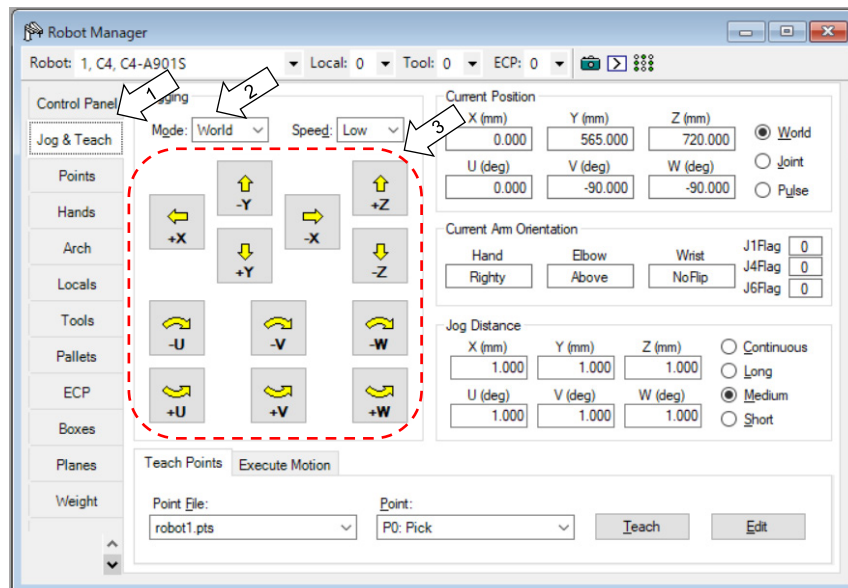 Robot Manager
Robot: 1, C4, C4-A901S Local: 0 Tool: 0 ECP: 0
Control Panel
Jog & Teach
Points
Hands
Arch
Locals
Tools
Pallets
ECP
Boxes
Planes
Weight
1
2
3
Mode: World Speed: Low
-Y
+Z
+X
-X
+Y
-Z
-U -V -W
+U +V +W
Current Position
X (mm) Y (mm) Z (mm)
0.000 565.000 720.000
U (deg) V (deg) W (deg)
0.000 -90.000 -90.000
World
Joint
Pulse
Current Arm Orientation
Hand Elbow Wrist
Righty Above NoFlip
J1Flag 0
J4Flag 0
J6Flag 0
Jog Distance
X (mm) Y (mm) Z (mm)
1.000 1.000 1.000
U (deg) V (deg) W (deg)
1.000 1.000 1.000
Continuous
Long
Medium
Short
Teach Points Execute Motion
Point File: Point:
robot1.pts P0: Pick Teach Edit